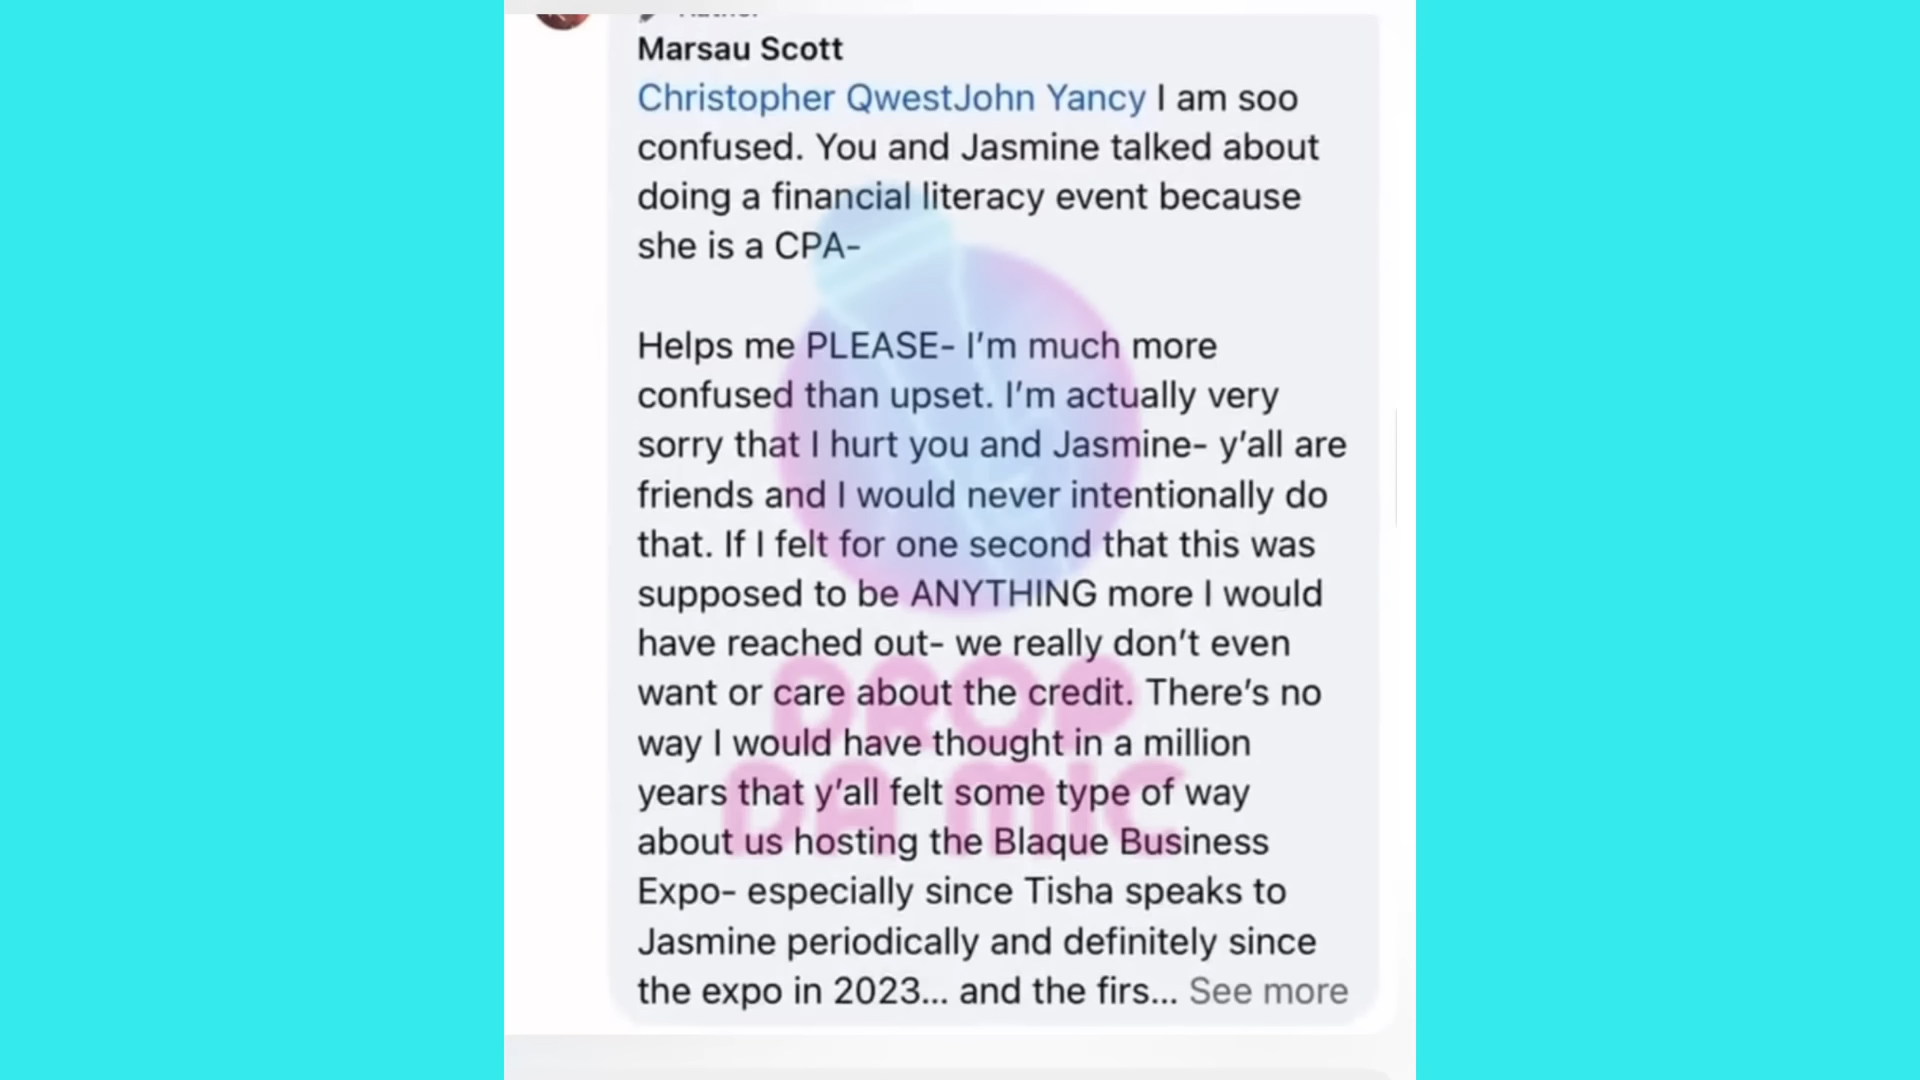 Author
Marsau Scott
Christopher QwestJohn Yancy I am soo
confused. You and Jasmine talked about
doing a financial literacy event because
she is a CPA-
Helps me PLEASE- I’m much more
confused than upset. I’m actually very
sorry that I hurt you and Jasmine- y’all are
friends and I would never intentionally do
that. If I felt for one second that this was
supposed to be ANYTHING more I would
have reached out- we really don’t even
want or care about the credit. There’s no
way I would have thought in a million
years that y’all felt some type of way
about us hosting the Blaque Business
Expo- especially since Tisha speaks to
Jasmine periodically and definitely since
the expo in 2023... and the firs... See more
DROP
DA MIC